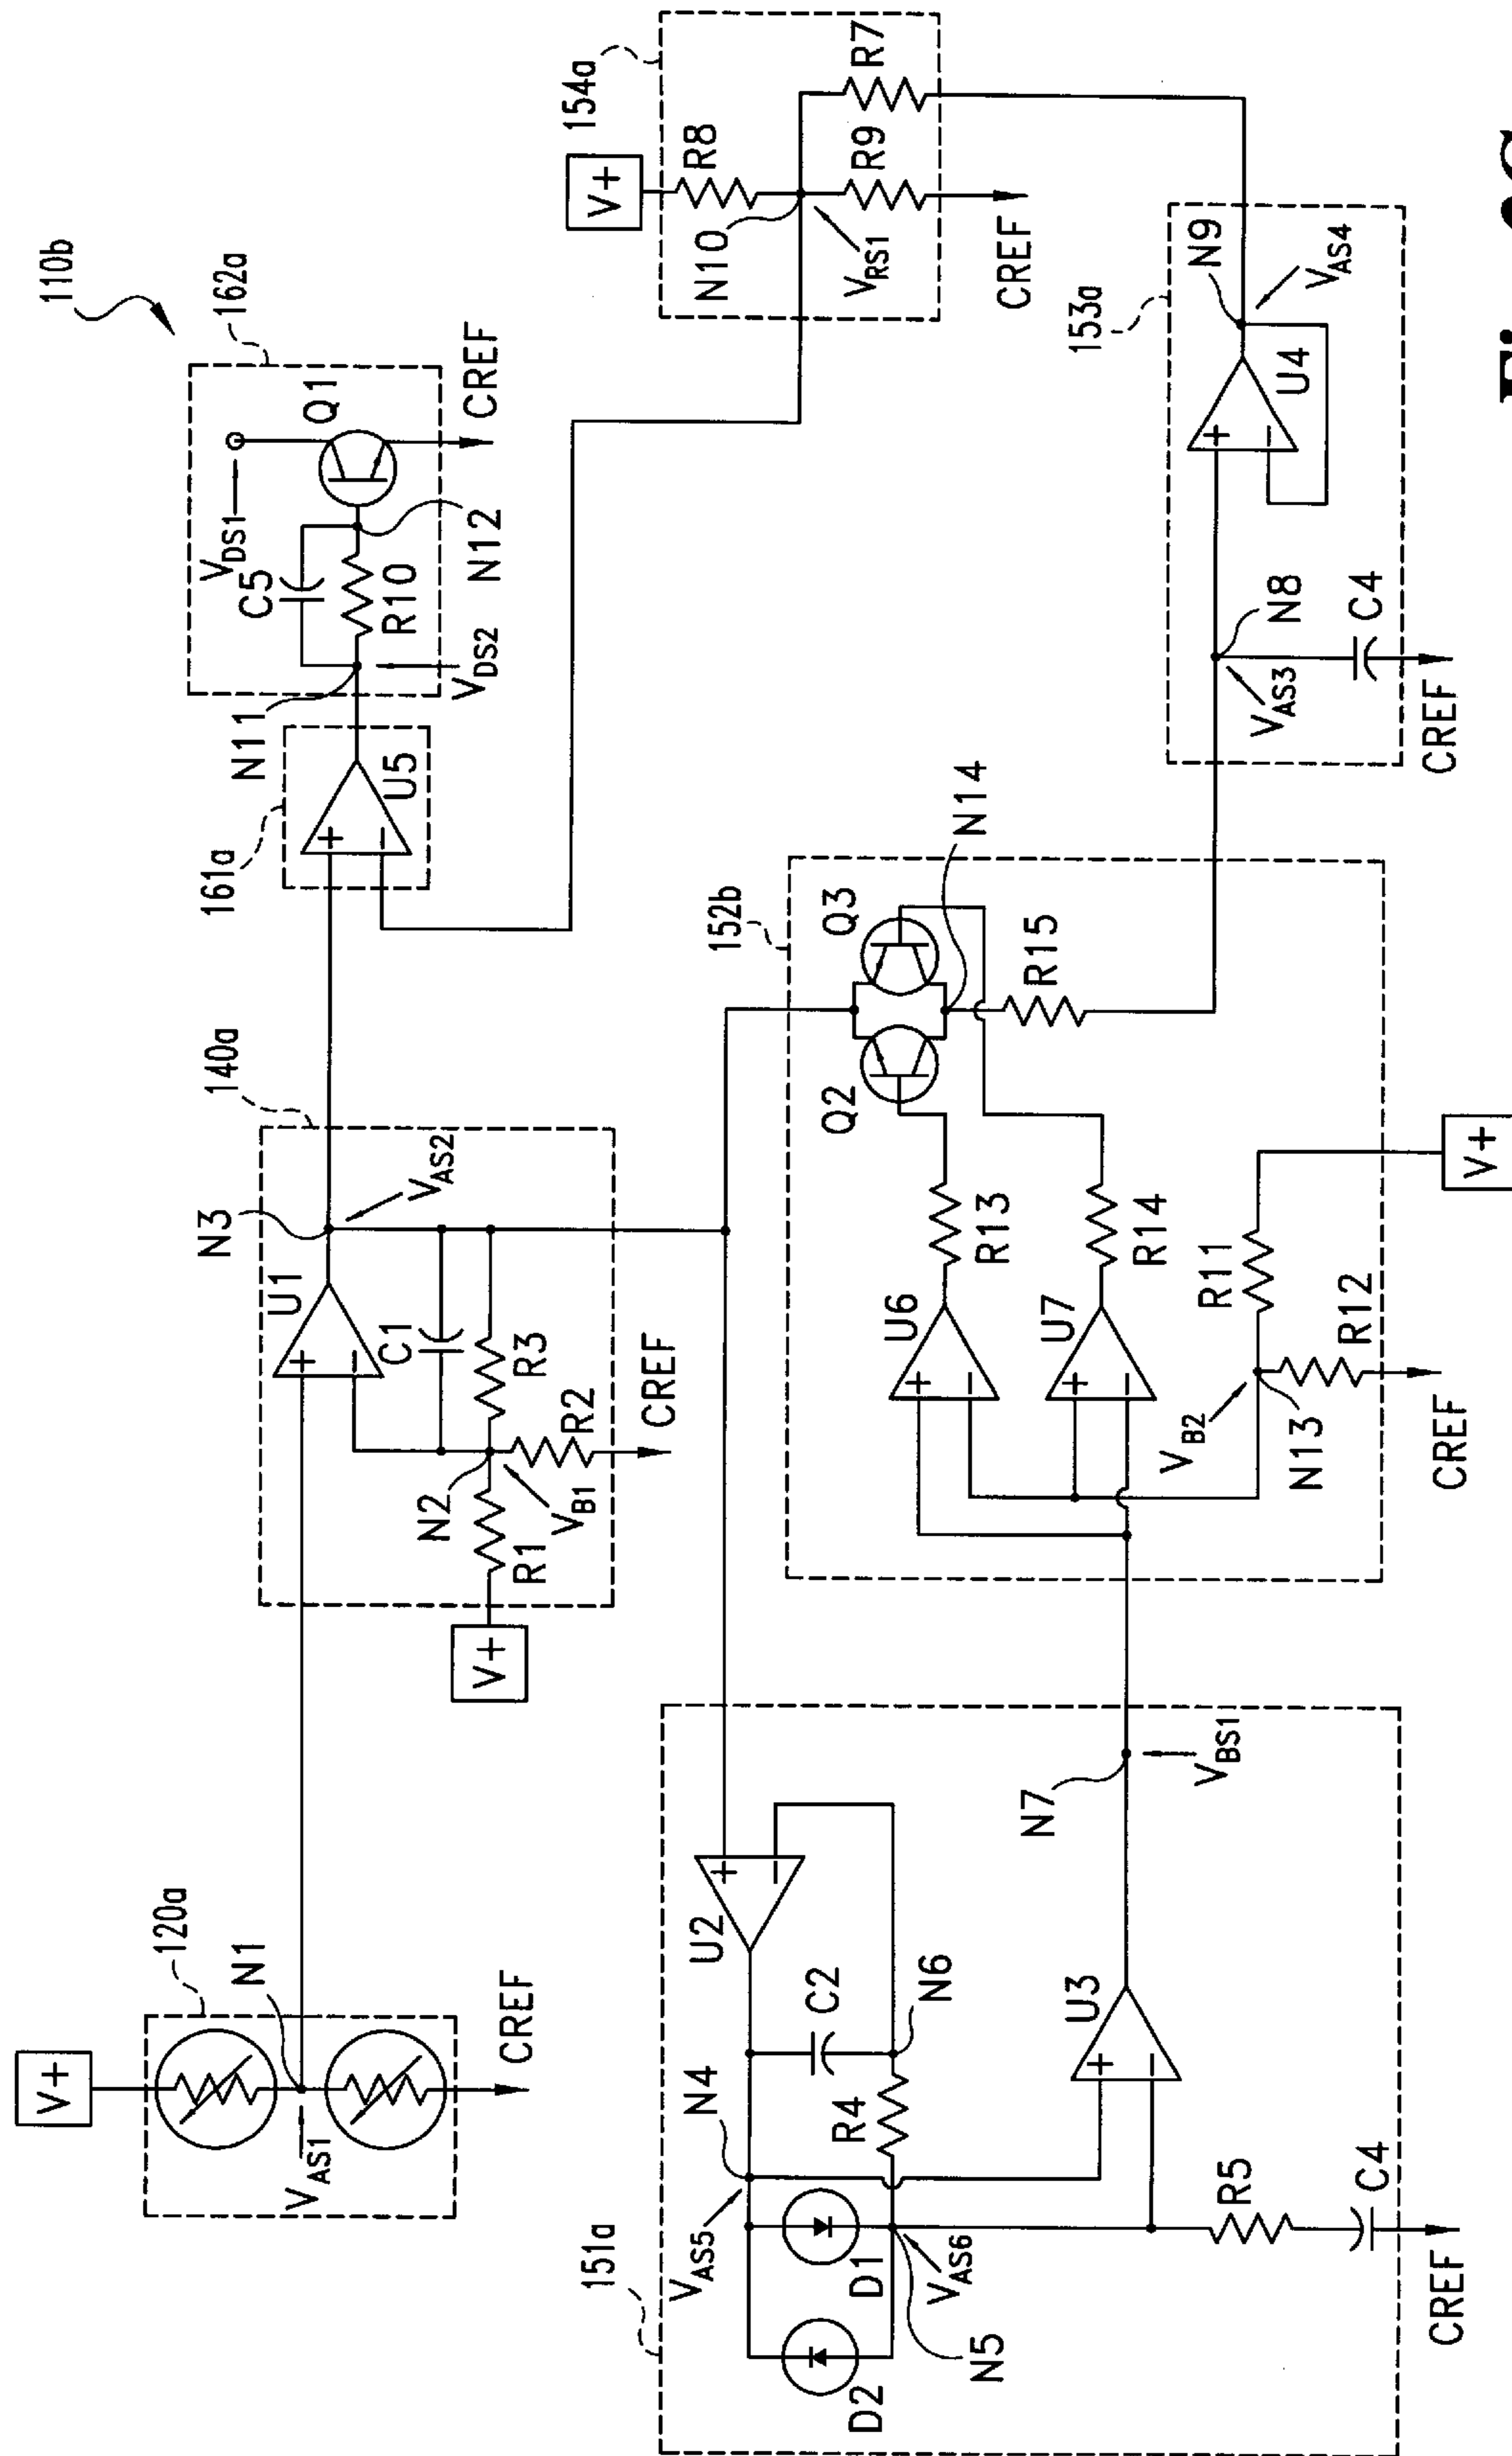 110b
120a
V+
N1
V_AS1
CREF
140a
N3
U1
V_AS2
C1
R3
N2
V_B1
R1
R2
V+
CREF
161a
U5
N11
162a
V_DS1
C5
R10
Q1
N12
V_DS2
CREF
154a
V+
R8
N10
R7
R9
V_RS1
CREF
151a
U2
N4
C2
V_AS5
R4
N6
D2
D1
V_AS6
N5
U3
R5
C4
CREF
N7
V_BS1
152b
Q2
Q3
N14
U6
R13
R15
U7
R14
V_B2
R11
N13
R12
CREF
V+
153a
N8
V_AS3
C4
CREF
U4
N9
V_AS4